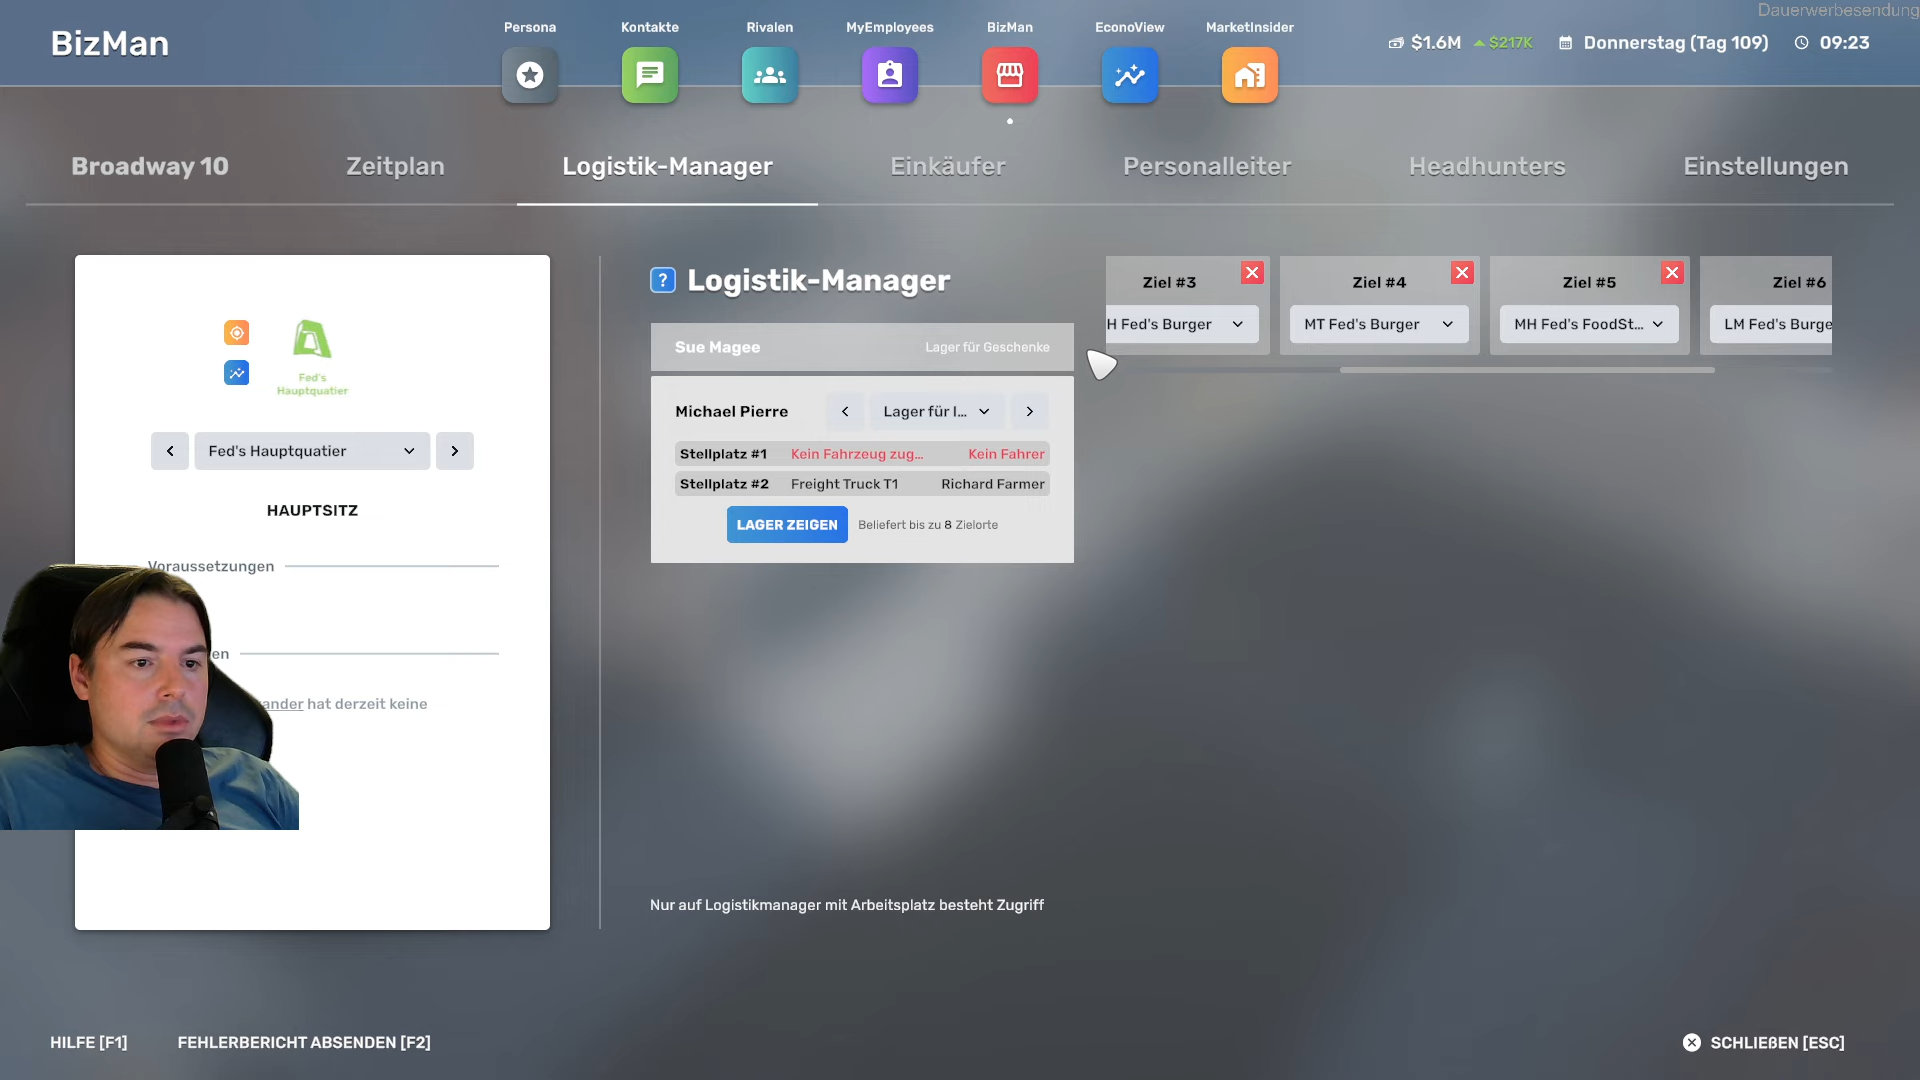 Dauerwerbesendung
BizMan
Persona
Kontakte
Rivalen
MyEmployees
BizMan
EconoView
MarketInsider
$1.6M
$217K
Donnerstag (Tag 109)
09:23
Broadway 10
Zeitplan
Logistik-Manager
Einkäufer
Personalleiter
Headhunters
Einstellungen
Fed's
Hauptquatier
Fed's Hauptquatier
HAUPTSITZ
Voraussetzungen
en
ander hat derzeit keine
? Logistik-Manager
Sue Magee
Lager für Geschenke
Michael Pierre
Lager für I...
Stellplatz #1 Kein Fahrzeug zug... Kein Fahrer
Stellplatz #2 Freight Truck T1 Richard Farmer
LAGER ZEIGEN
Beliefert bis zu 8 Zielorte
Ziel #3
H Fed's Burger
Ziel #4
MT Fed's Burger
Ziel #5
MH Fed's FoodSt...
Ziel #6
LM Fed's Burge
Nur auf Logistikmanager mit Arbeitsplatz besteht Zugriff
HILFE [F1]
FEHLERBERICHT ABSENDEN [F2]
SCHLIEẞEN [ESC]